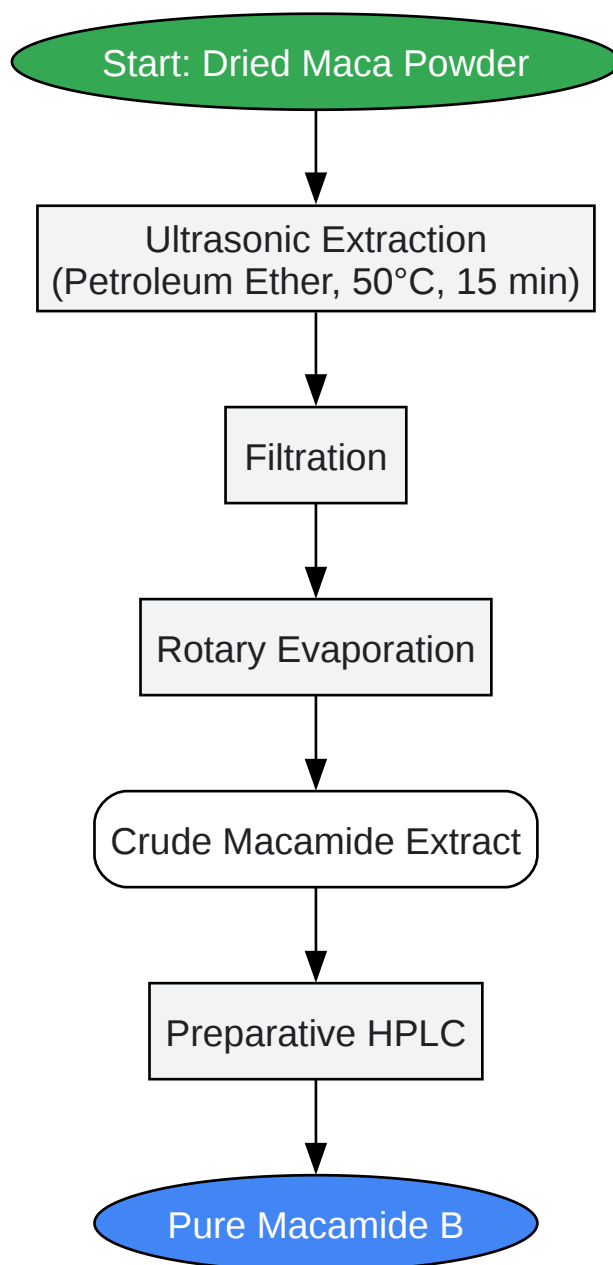 Start: Dried Maca Powder
Ultrasonic Extraction
(Petroleum Ether, 50°C, 15 min)
Filtration
Rotary Evaporation
Crude Macamide Extract
Preparative HPLC
Pure Macamide B